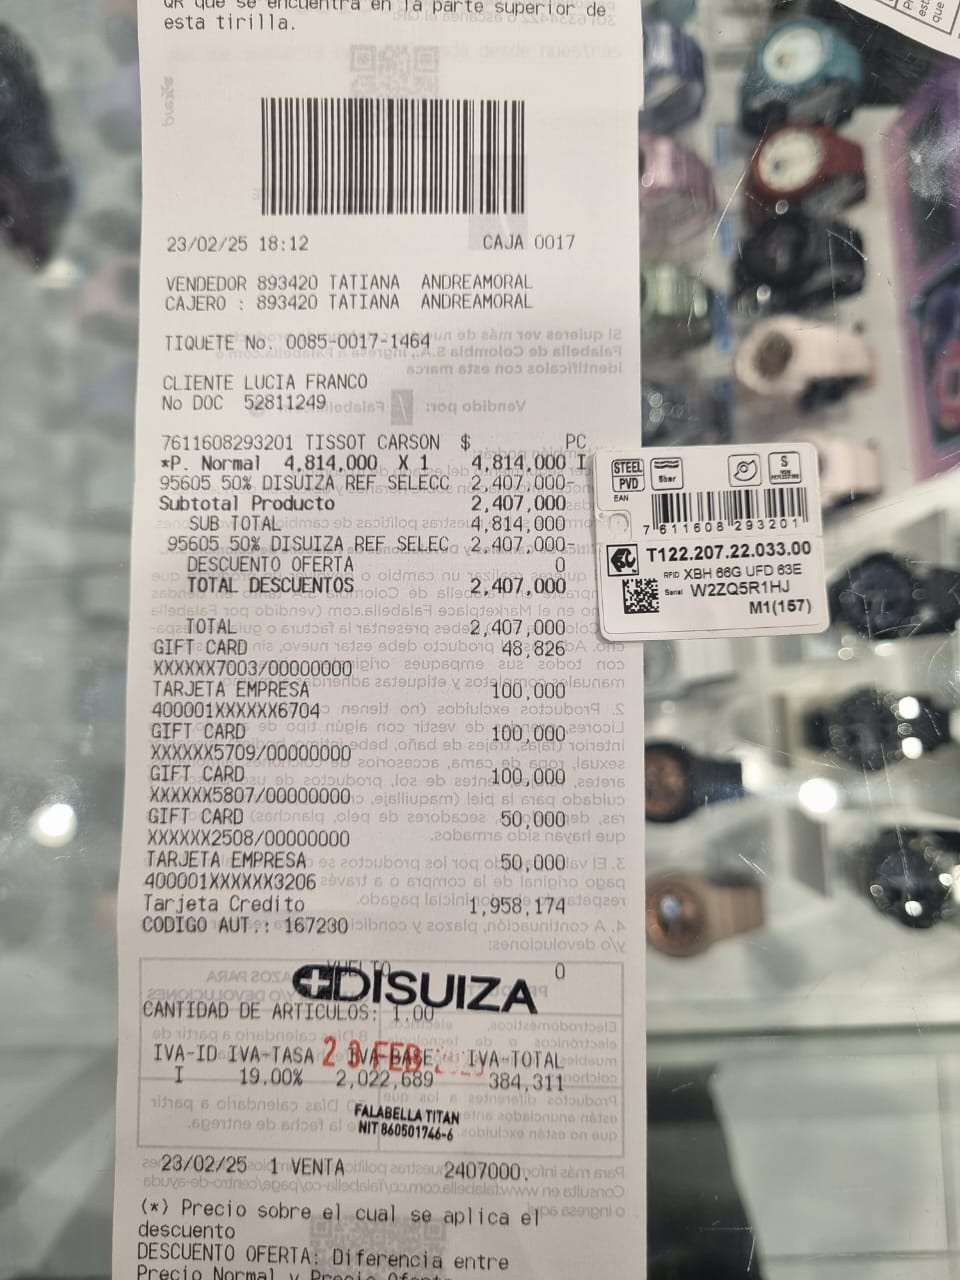 QR que se encuentra en la parte superior de
esta tirilla.
23/02/25 18:12 CAJA 0017
VENDEDOR 893420 TATIANA ANDREAMORAL
CAJERO : 893420 TATIANA ANDREAMORAL
TIQUETE No. 0085-0017-1464
CLIENTE LUCIA FRANCO
No DOC 52811249
7611608293201 TISSOT CARSON $ PC
*P. Normal 4,814,000 X 1 4,814,000 I
95605 50% DISUIZA REF SELECC 2,407,000-
Subtotal Producto 2,407,000
SUB TOTAL 4,814,000
95605 50% DISUIZA REF SELEC 2,407,000-
DESCUENTO OFERTA 0
TOTAL DESCUENTOS 2,407,000
TOTAL 2,407,000
GIFT CARD 48,826
XXXXXX7003/00000000
TARJETA EMPRESA 100,000
400001XXXXXX6704
GIFT CARD 100,000
XXXXXX5709/00000000
GIFT CARD 100,000
XXXXXX5807/00000000
GIFT CARD 50,000
XXXXXX2508/00000000
TARJETA EMPRESA 50,000
400001XXXXXX3206
Tarjeta Credito 1,958,174
CODIGO AUT.: 167230
VUELTO 0
DISUIZA
CANTIDAD DE ARTICULOS: 1.00
IVA-ID IVA-TASA IVA-BASE IVA-TOTAL
23 FEB
I 19.00% 2,022,689 384,311
FALABELLA TITAN
NIT 860501746-6
23/02/25 1 VENTA 2407000.
(*) Precio sobre el cual se aplica el
descuento
DESCUENTO OFERTA: Diferencia entre
Precio Normal y Precio Oferta
STEEL
PVD
5bar
S
EAN
7 611608 293201
T122.207.22.033.00
RFID XBH 66G UFD 63E
Serial W2ZQ5R1HJ
M1(157)